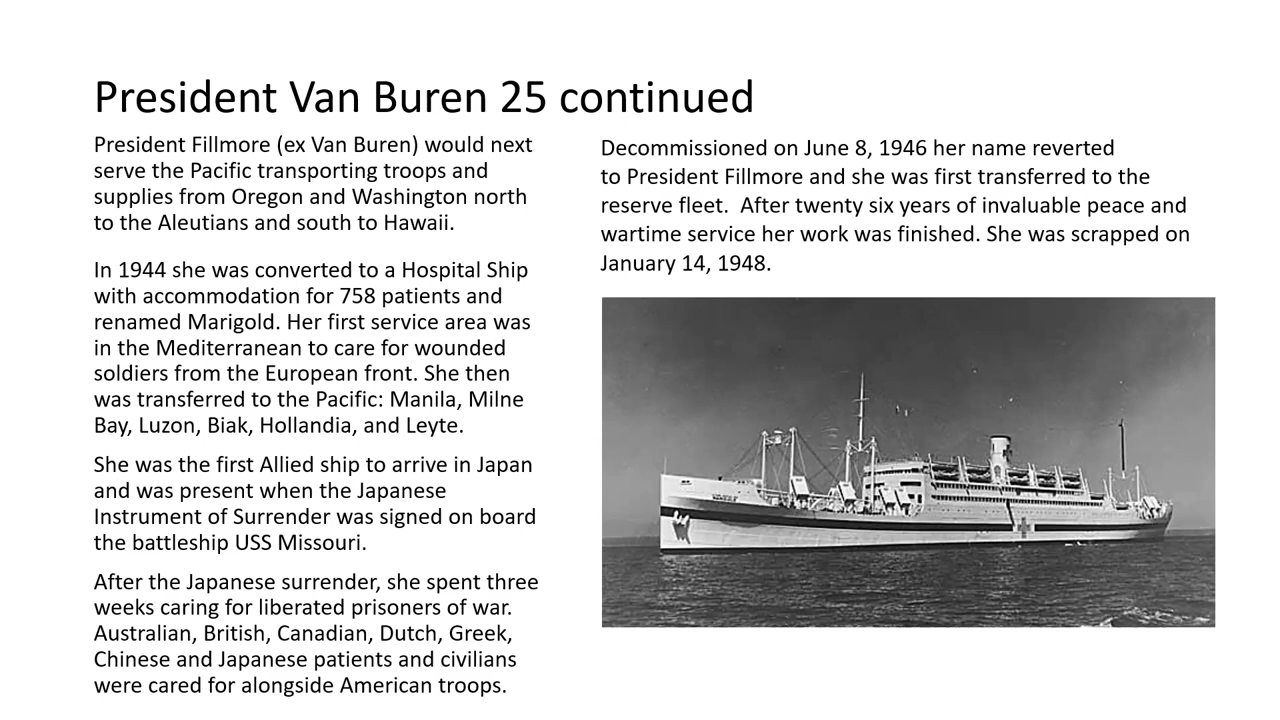 President Van Buren 25 continued
President Fillmore (ex Van Buren) would next
serve the Pacific transporting troops and
supplies from Oregon and Washington north
to the Aleutians and south to Hawaii.
In 1944 she was converted to a Hospital Ship
with accommodation for 758 patients and
renamed Marigold. Her first service area was
in the Mediterranean to care for wounded
soldiers from the European front. She then
was transferred to the Pacific: Manila, Milne
Bay, Luzon, Biak, Hollandia, and Leyte.
She was the first Allied ship to arrive in Japan
and was present when the Japanese
Instrument of Surrender was signed on board
the battleship USS Missouri.
After the Japanese surrender, she spent three
weeks caring for liberated prisoners of war.
Australian, British, Canadian, Dutch, Greek,
Chinese and Japanese patients and civilians
were cared for alongside American troops.
Decommissioned on June 8, 1946 her name reverted
to President Fillmore and she was first transferred to the
reserve fleet.  After twenty six years of invaluable peace and
wartime service her work was finished. She was scrapped on
January 14, 1948.